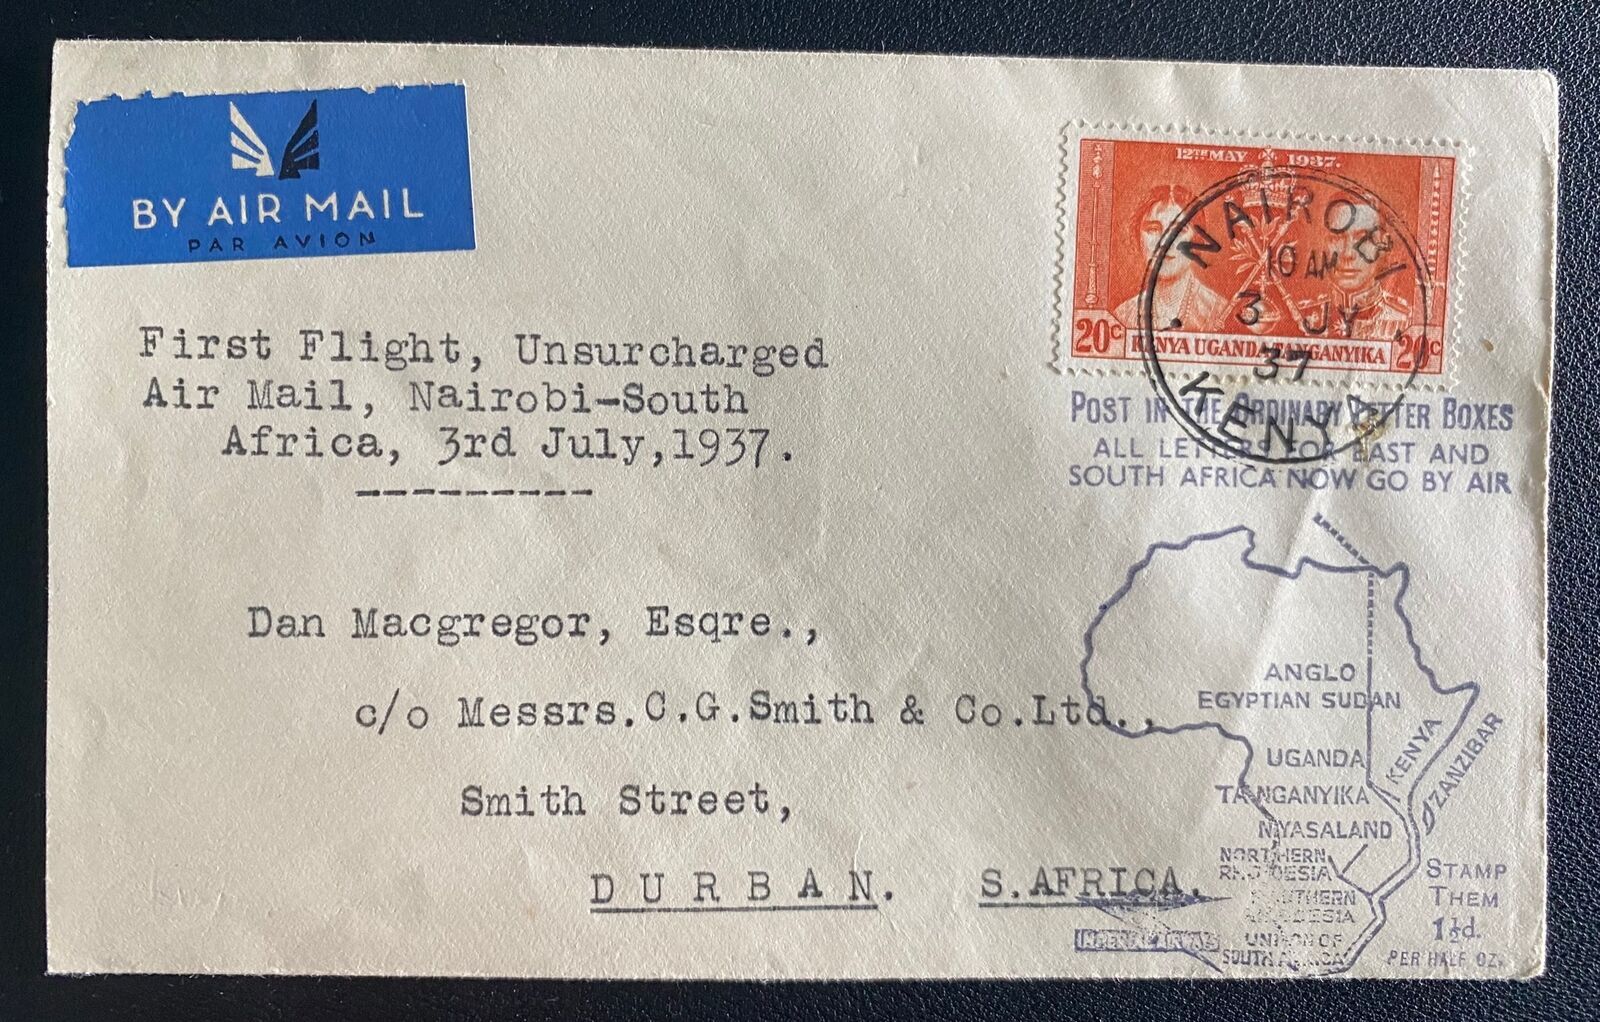 BY AIR MAIL
PAR AVION
12TH MAY 1937.
20c KENYA UGANDA TANGANYIKA 20c
NAIROBI
10 AM
3 JY
37
KENYA
First Flight, Unsurcharged
Air Mail, Nairobi-South
Africa, 3rd July, 1937.
POST IN THE ORDINARY LETTER BOXES
ALL LETTERS FOR EAST AND
SOUTH AFRICA NOW GO BY AIR
Dan Macgregor, Esqre.,
c/o Messrs. C.G. Smith & Co. Ltd.,
Smith Street,
DURBAN. S. AFRICA.
ANGLO
EGYPTIAN SUDAN
UGANDA
KENYA
ZANZIBAR
TANGANYIKA
NYASALAND
NORTHERN
RHODESIA
SOUTHERN
RHODESIA
UNION OF
SOUTH AFRICA
IMPERIAL AIRWAYS
STAMP
THEM
1½d.
PER HALF OZ.